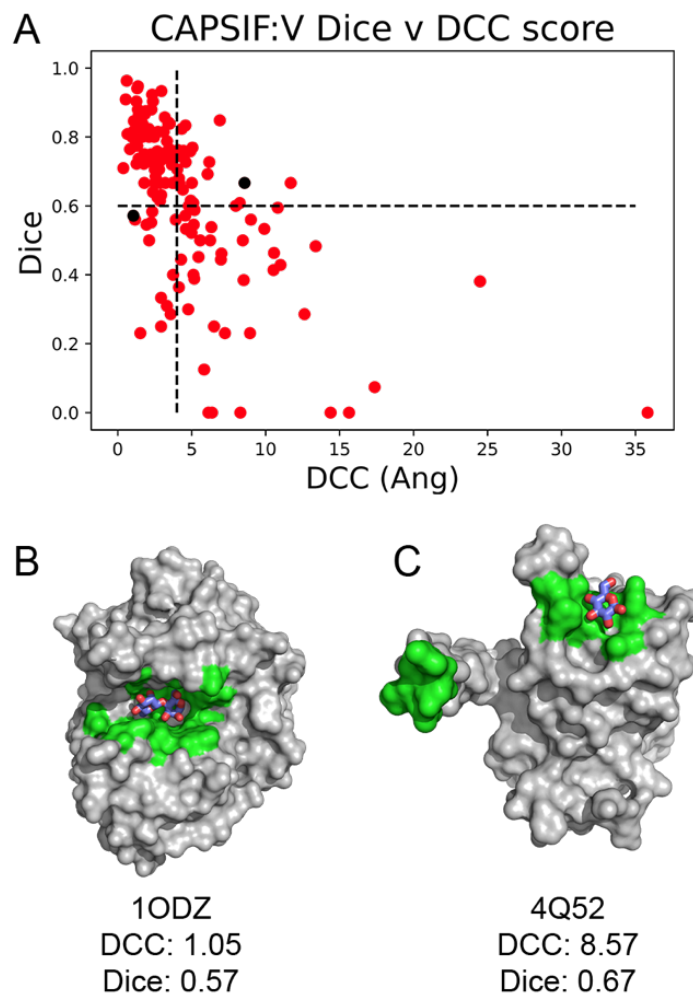 A
CAPSIF:V Dice v DCC score
1.0
0.8
0.6
0.4
0.2
0.0
Dice
0 5 10 15 20 25 30 35
DCC (Ang)
B
C
1ODZ
DCC: 1.05
Dice: 0.57
4Q52
DCC: 8.57
Dice: 0.67